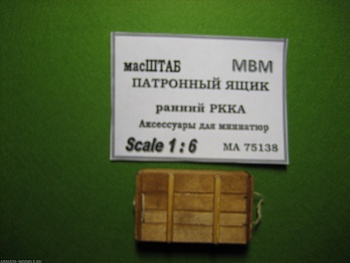 масШТАБ МВМ
ПАТРОННЫЙ ЯЩИК
ранний РККА
Аксессуары для миниатюр
Scale 1 : 6 МА 75138